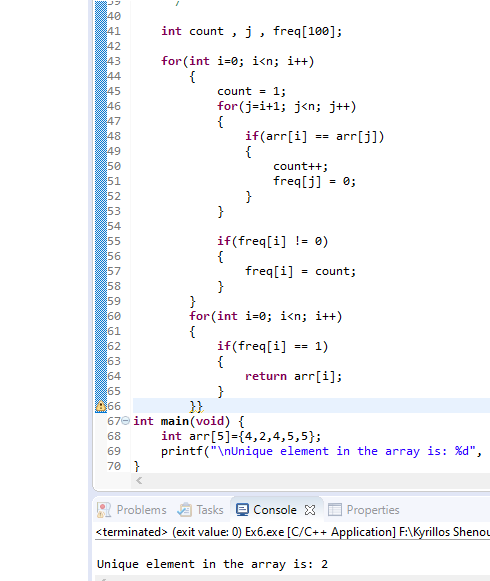 39 */
40
41 int count , j , freq[100];
42
43 for(int i=0; i<n; i++)
44 {
45 count = 1;
46 for(j=i+1; j<n; j++)
47 {
48 if(arr[i] == arr[j])
49 {
50 count++;
51 freq[j] = 0;
52 }
53 }
54
55 if(freq[i] != 0)
56 {
57 freq[i] = count;
58 }
59 }
60 for(int i=0; i<n; i++)
61 {
62 if(freq[i] == 1)
63 {
64 return arr[i];
65 }
66 }}
67 int main(void) {
68 int arr[5]={4,2,4,5,5};
69 printf("\nUnique element in the array is: %d",
70 }
Problems Tasks Console Properties
<terminated> (exit value: 0) Ex6.exe [C/C++ Application] F:\Kyrillos Shenou
Unique element in the array is: 2